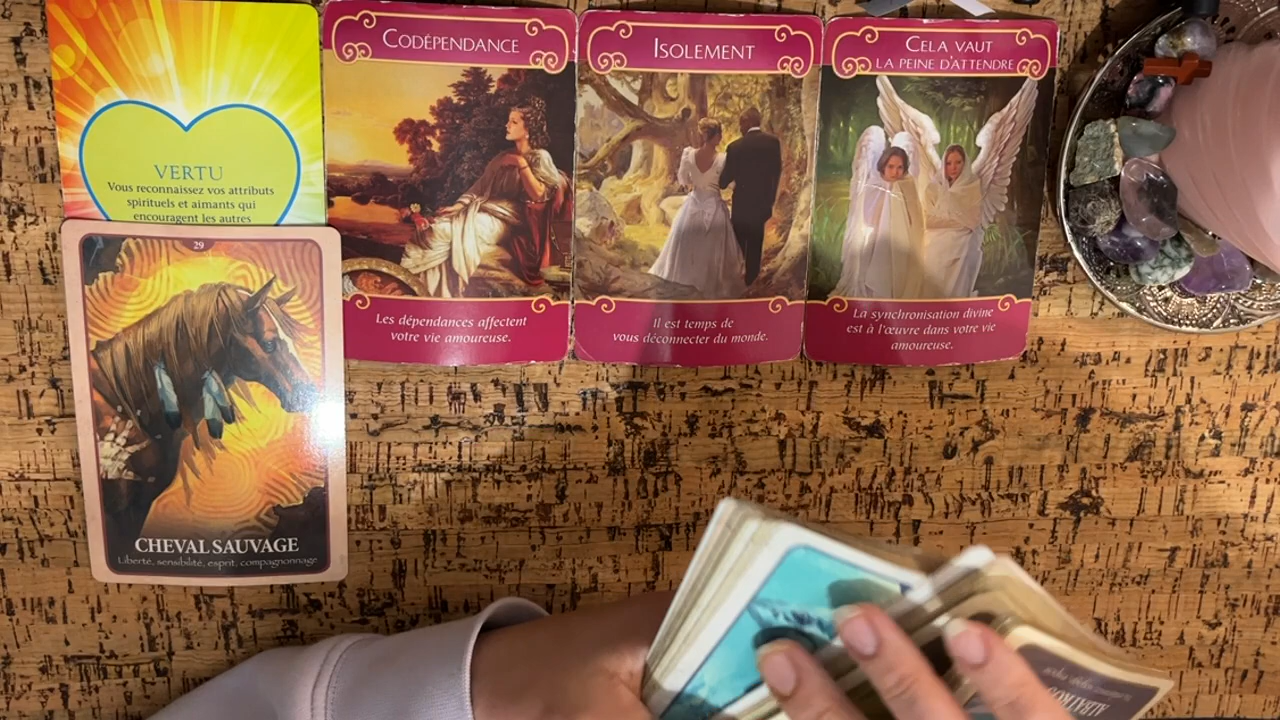 VERTU
Vous reconnaissez vos attributs
spirituels et aimants qui
encouragent les autres
CODÉPENDANCE
Les dépendances affectent
votre vie amoureuse.
ISOLEMENT
Il est temps de
vous déconnecter du monde.
CELA VAUT
LA PEINE D'ATTENDRE
La synchronisation divine
est à l'œuvre dans votre vie
amoureuse.
29
CHEVAL SAUVAGE
Liberté, sensibilité, esprit, compagnonnage
ALBATROS